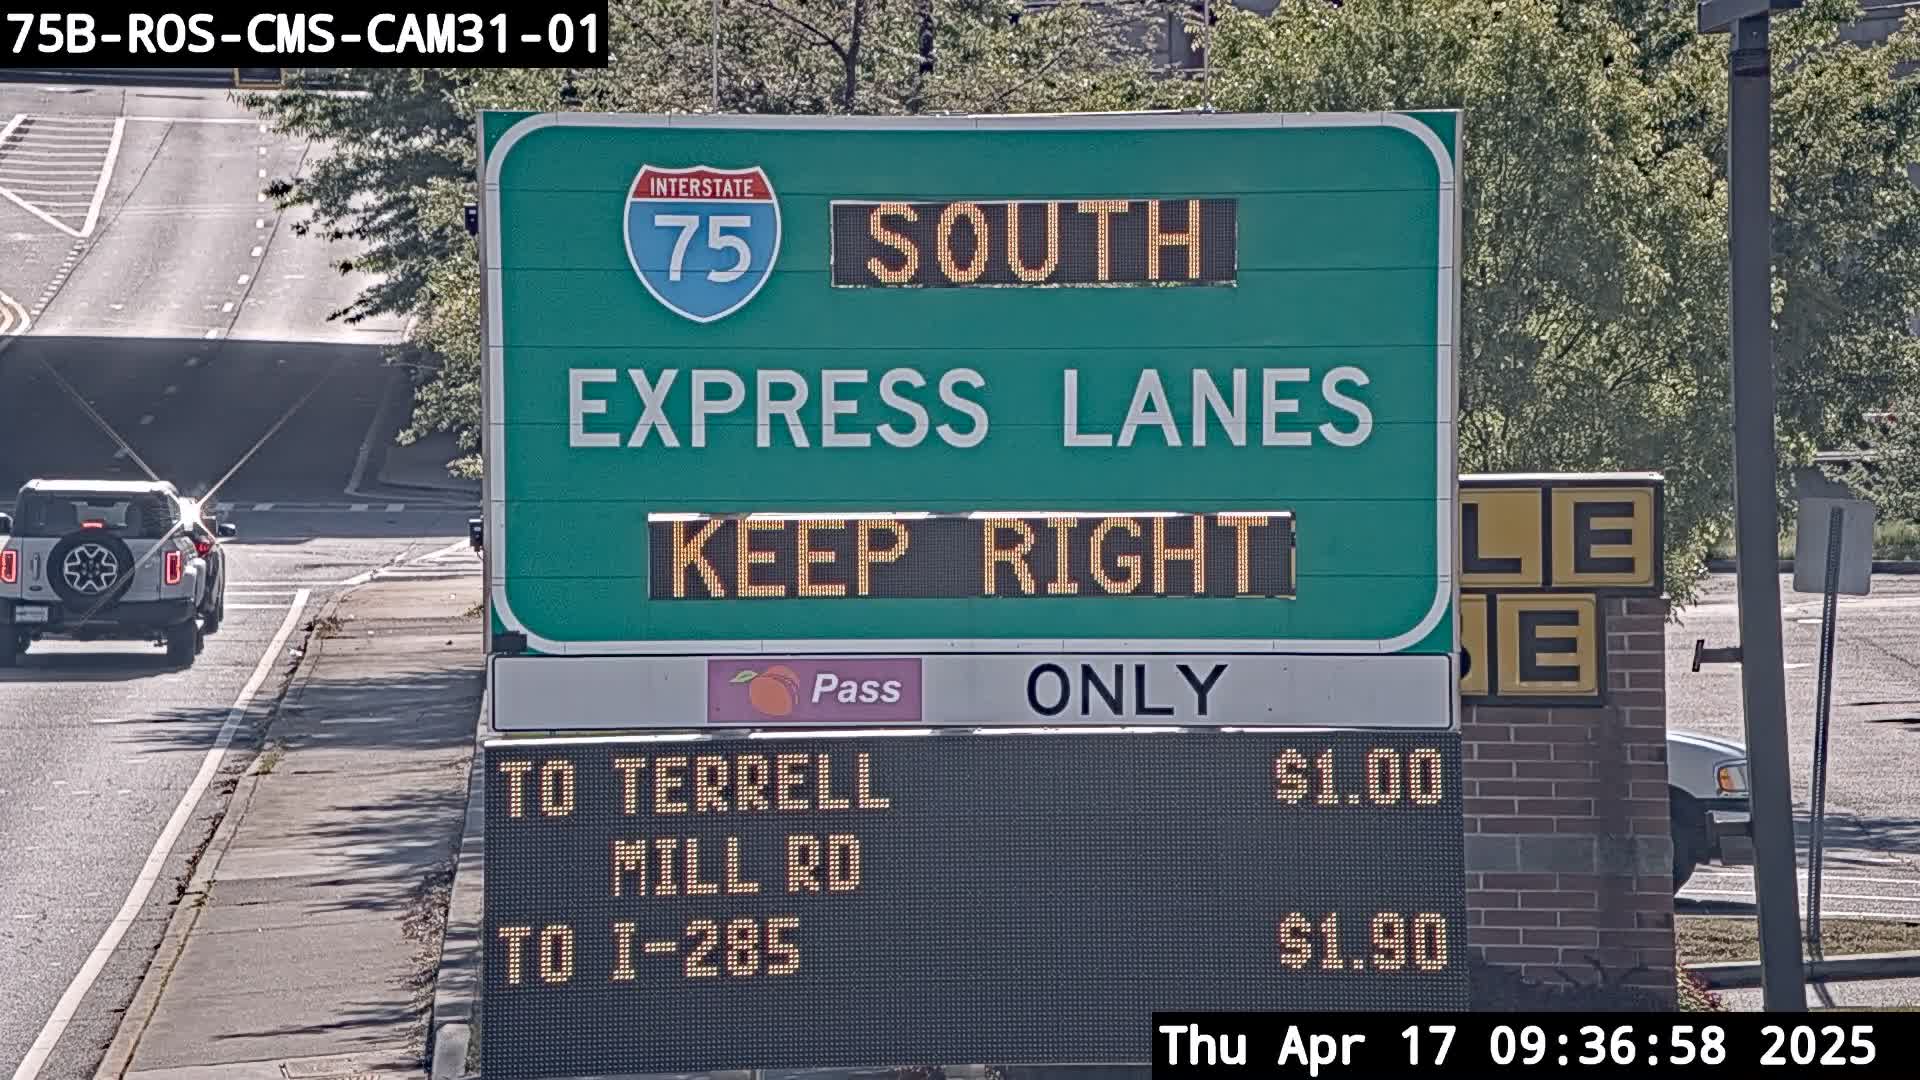 75B-ROS-CMS-CAM31-01
INTERSTATE
75
SOUTH
EXPRESS LANES
KEEP RIGHT
LE
E
Pass ONLY
TO TERRELL $1.00
MILL RD
TO I-285 $1.90
Thu Apr 17 09:36:58 2025